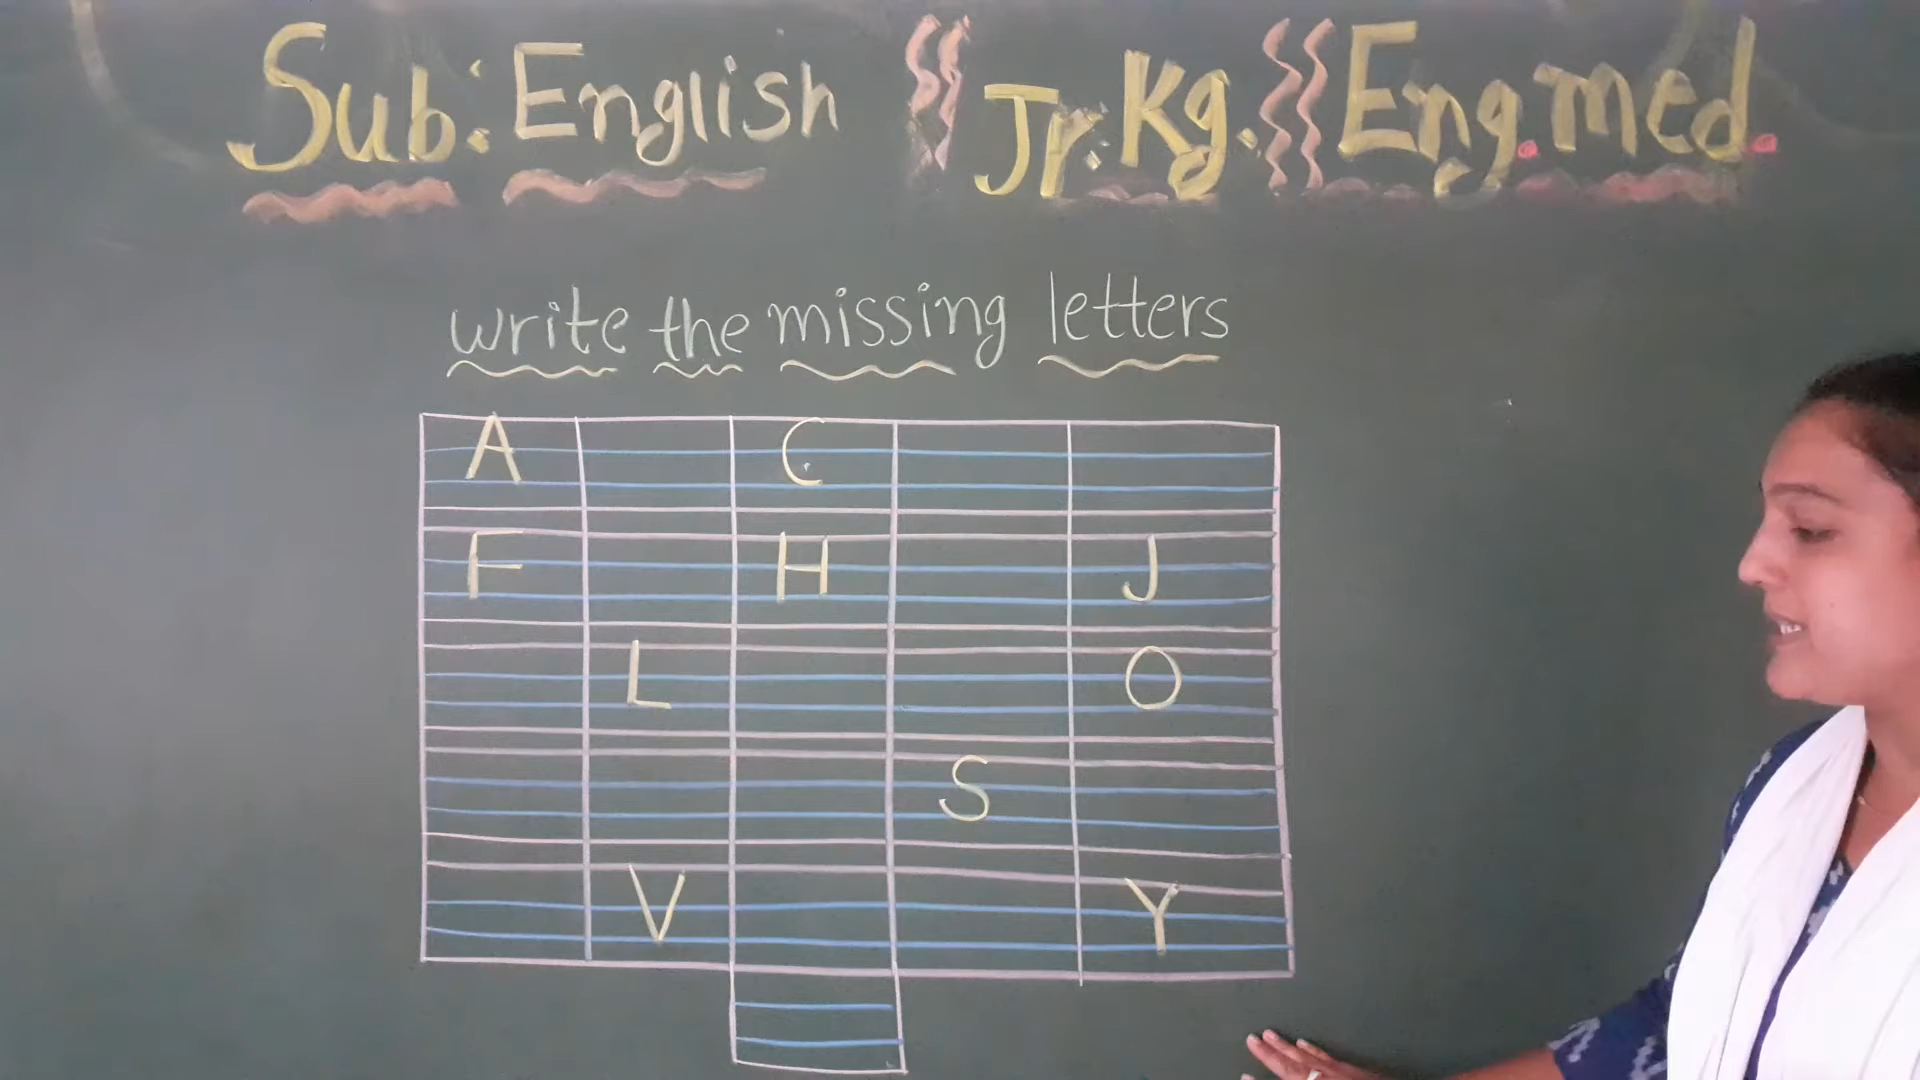 Sub: English Jr. Kg. Eng. med.
write the missing letters
A C
F H J
L O
S
V Y